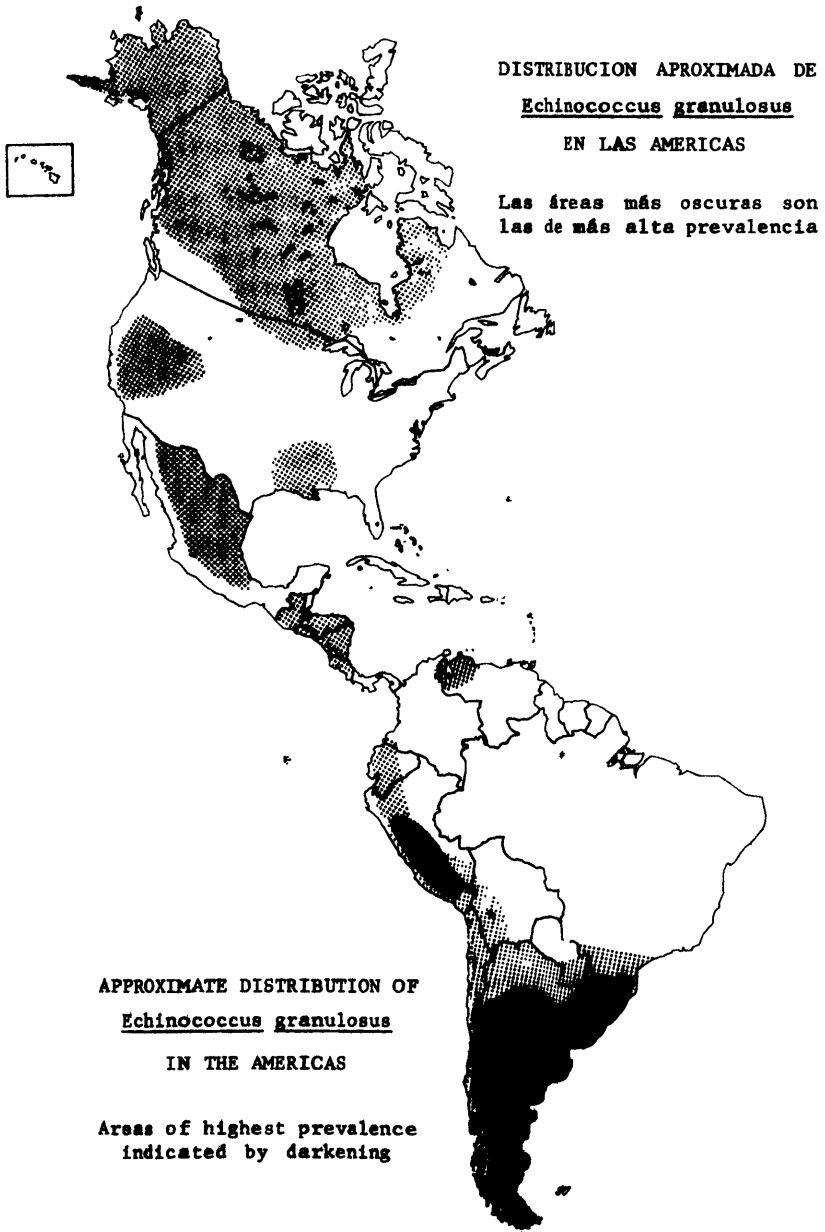 DISTRIBUCION APROXIMADA DE
Echinococcus granulosus
EN LAS AMERICAS
Las áreas más oscuras son
las de más alta prevalencia
APPROXIMATE DISTRIBUTION OF
Echinococcus granulosus
IN THE AMERICAS
Areas of highest prevalence
indicated by darkening